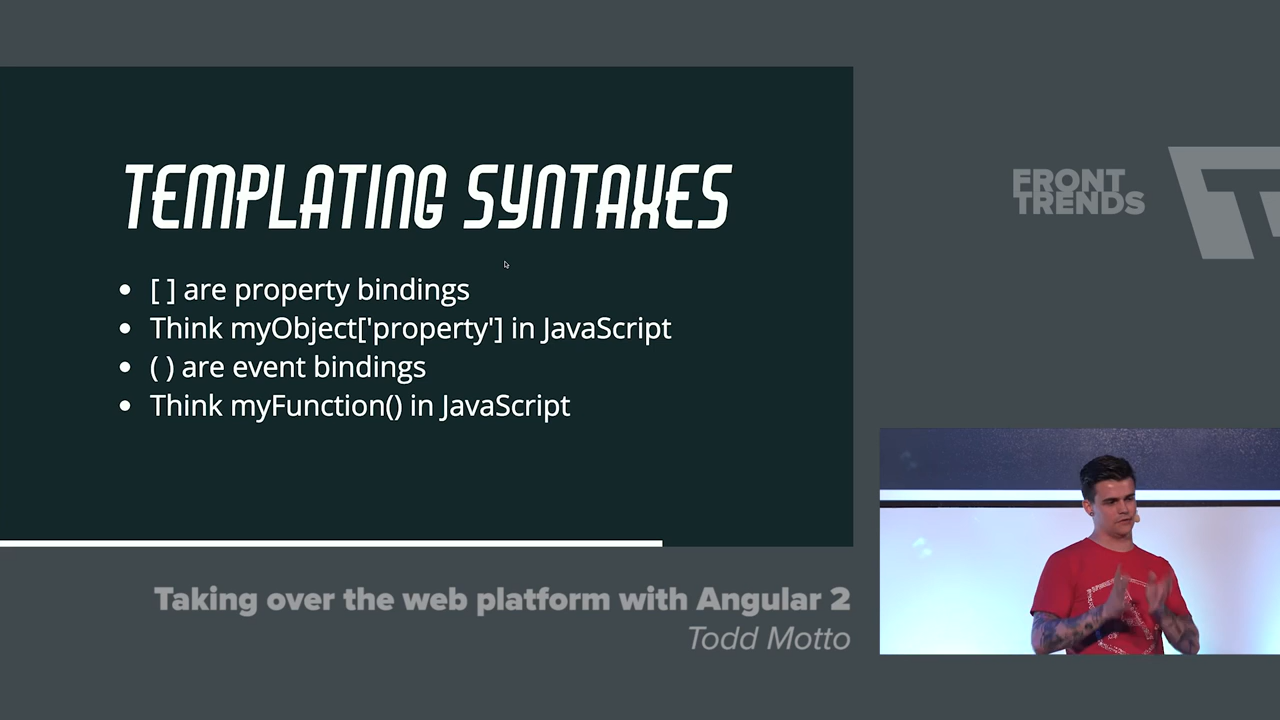 TEMPLATING SYNTAXES
[ ] are property bindings
Think myObject['property'] in JavaScript
( ) are event bindings
Think myFunction() in JavaScript
FRONT
TRENDS
Taking over the web platform with Angular 2
Todd Motto